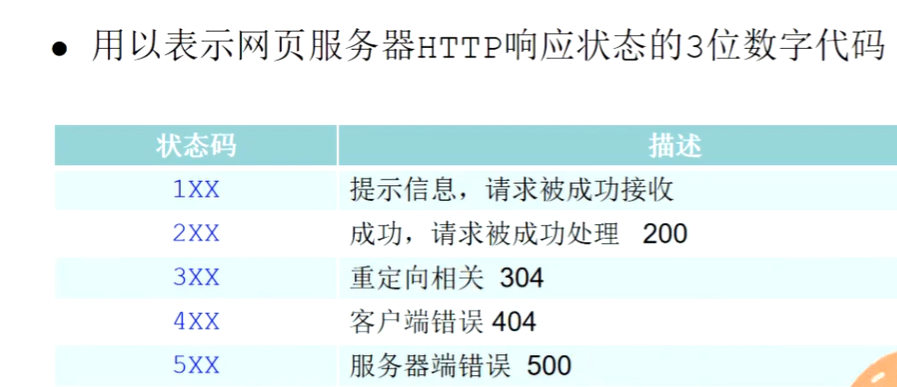 ● 用以表示网页服务器HTTP响应状态的3位数字代码
状态码 描述
1XX 提示信息，请求被成功接收
2XX 成功，请求被成功处理 200
3XX 重定向相关 304
4XX 客户端错误 404
5XX 服务器端错误 500